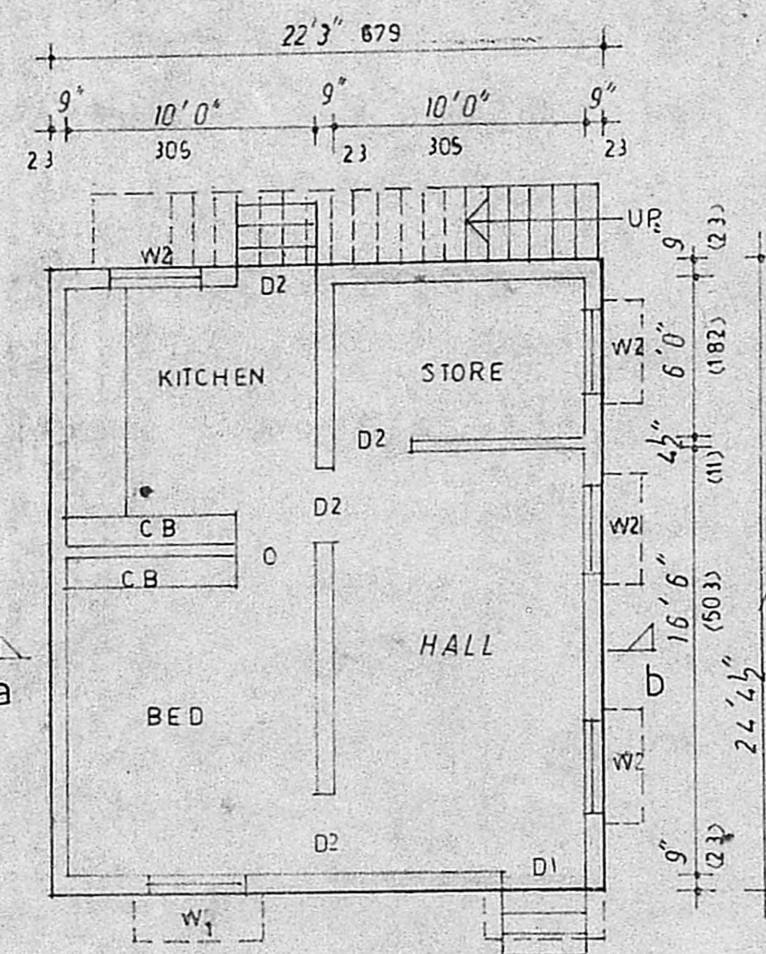 22'3" 679
9" 10'0" 9" 10'0" 9"
23 305 23 305 23
UP
9" (23)
W2
D2
KITCHEN
STORE
W2
6'0" (182)
D2
4½" (11)
D2
CB
W2
O
CB
16'6" (503)
HALL
a
b
BED
24'4½"
W2
D2
D1
9" (23)
W1